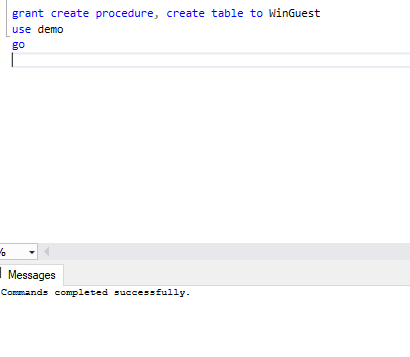 grant create procedure, create table to WinGuest
use demo
go
%
Messages
Commands completed successfully.